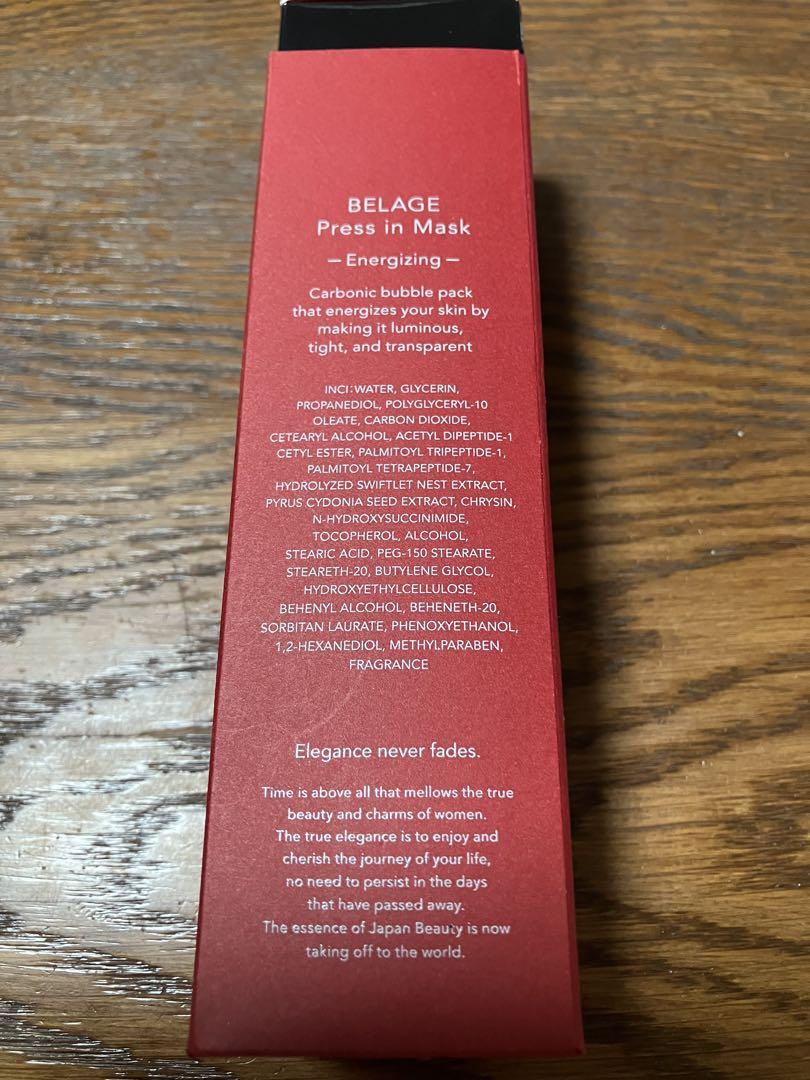 BELAGE
Press in Mask
— Energizing —
Carbonic bubble pack
that energizes your skin by
making it luminous,
tight, and transparent
INCI:WATER, GLYCERIN,
PROPANEDIOL, POLYGLYCERYL-10
OLEATE, CARBON DIOXIDE,
CETEARYL ALCOHOL, ACETYL DIPEPTIDE-1
CETYL ESTER, PALMITOYL TRIPEPTIDE-1,
PALMITOYL TETRAPEPTIDE-7,
HYDROLYZED SWIFTLET NEST EXTRACT,
PYRUS CYDONIA SEED EXTRACT, CHRYSIN,
N-HYDROXYSUCCINIMIDE,
TOCOPHEROL, ALCOHOL,
STEARIC ACID, PEG-150 STEARATE,
STEARETH-20, BUTYLENE GLYCOL,
HYDROXYETHYLCELLULOSE,
BEHENYL ALCOHOL, BEHENETH-20,
SORBITAN LAURATE, PHENOXYETHANOL,
1,2-HEXANEDIOL, METHYLPARABEN,
FRAGRANCE
Elegance never fades.
Time is above all that mellows the true
beauty and charms of women.
The true elegance is to enjoy and
cherish the journey of your life,
no need to persist in the days
that have passed away.
The essence of Japan Beauty is now
taking off to the world.